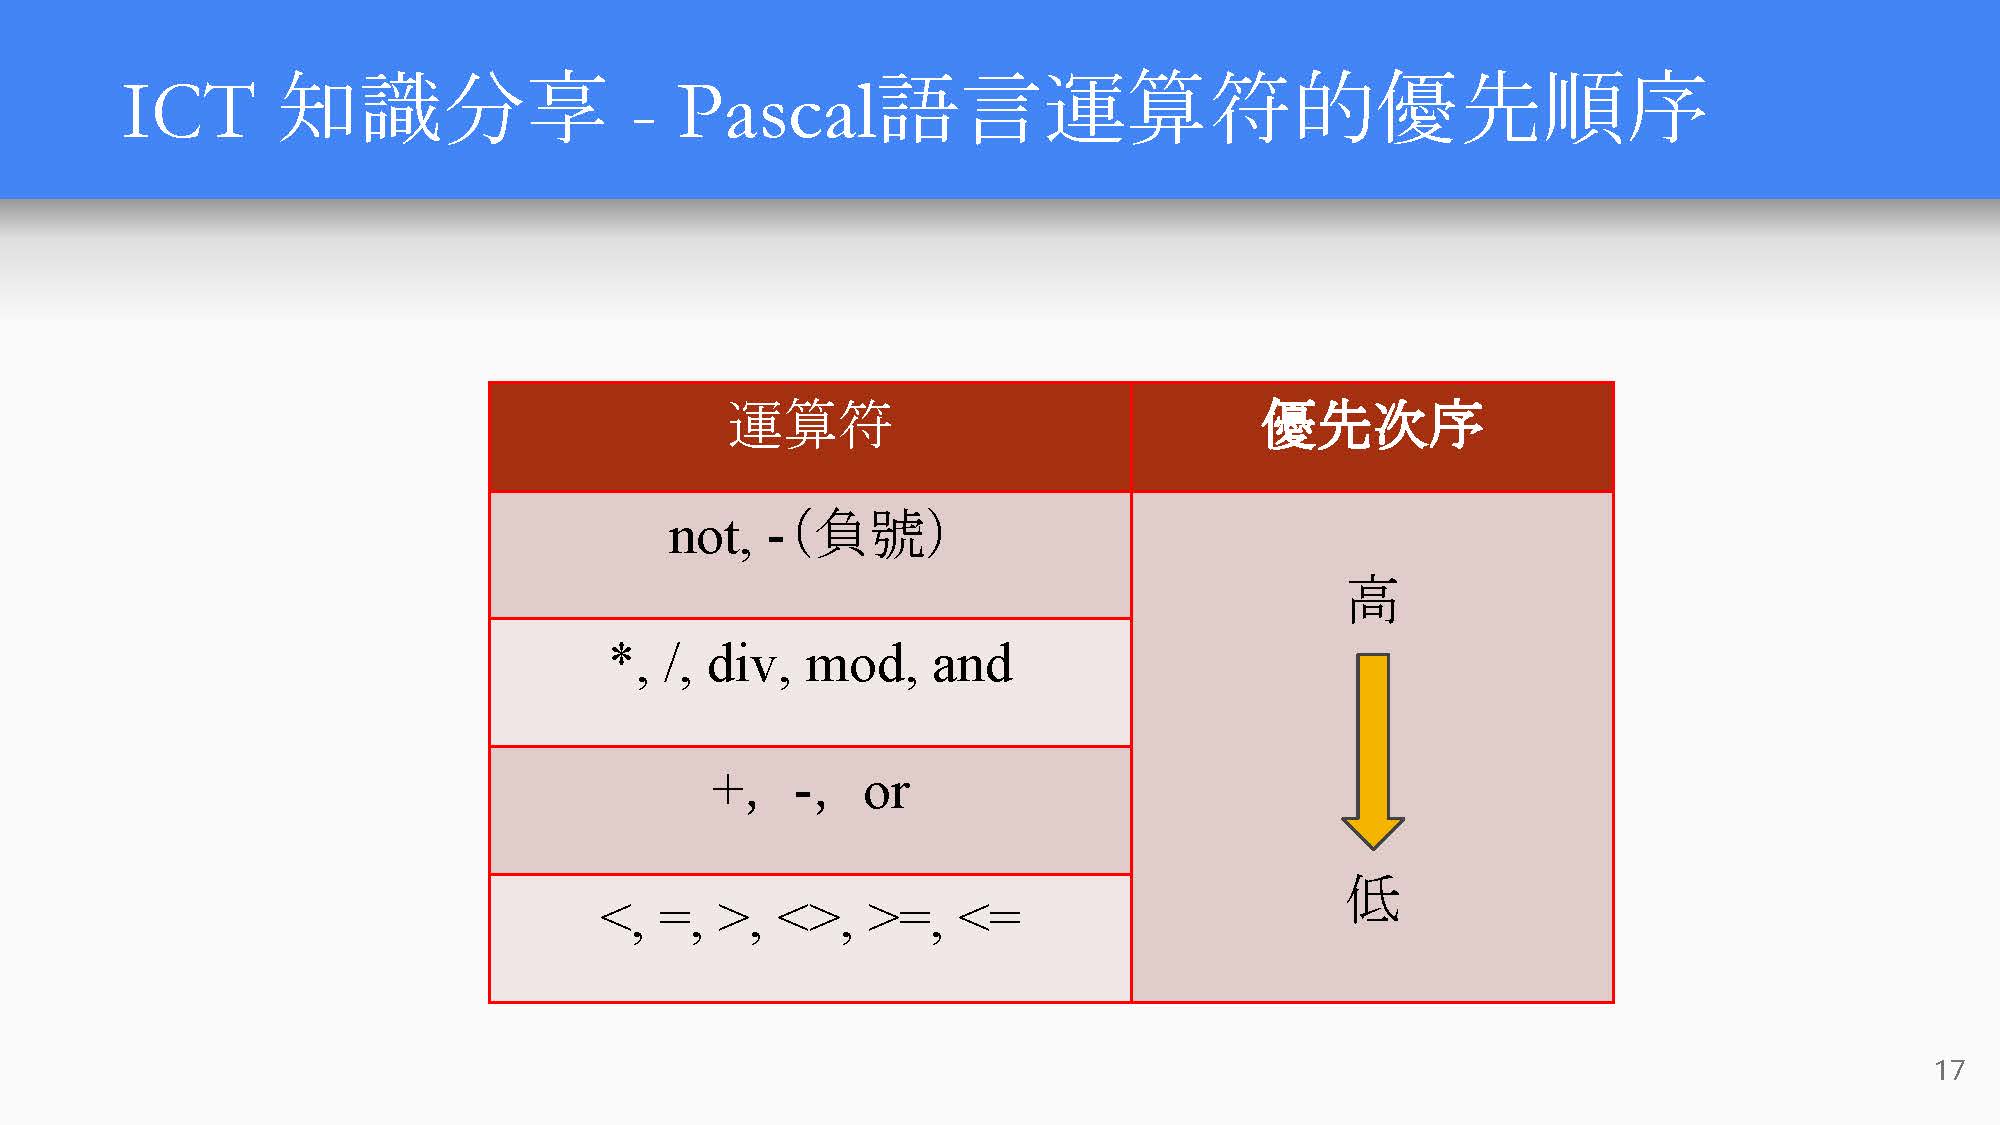 ICT 知識分享 - Pascal語言運算符的優先順序
運算符 優先次序
not, -(負號)
高
*, /, div, mod, and
+, -, or
低
<, =, >, <>, >=, <=
17